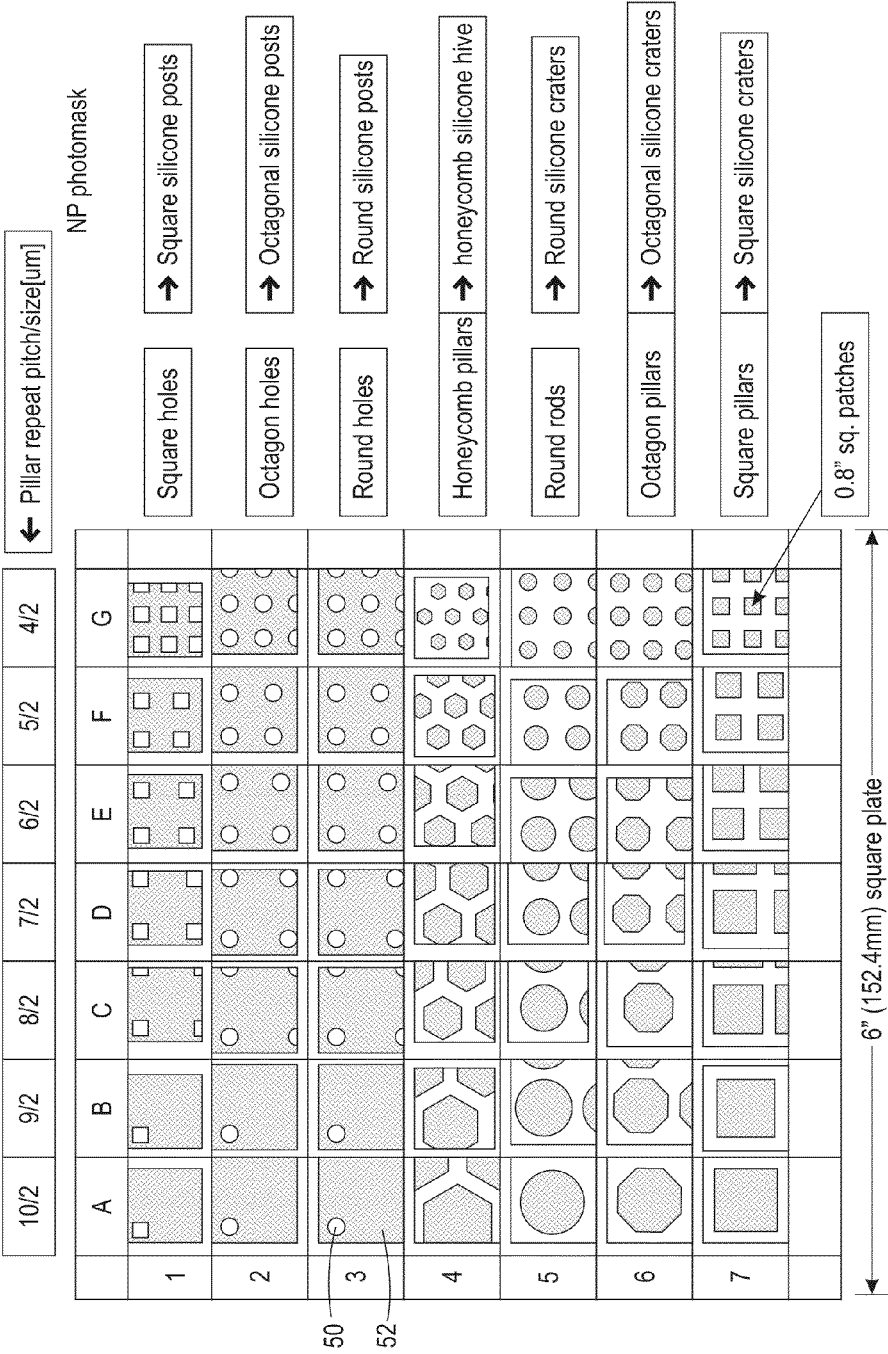 10/2 9/2 8/2 7/2 6/2 5/2 4/2 ← Pillar repeat pitch/size[um]
NP photomask
A B C D E F G
1 Square holes → Square silicone posts
2 Octagon holes → Octagonal silicone posts
3 Round holes → Round silicone posts
50
52
4 Honeycomb pillars → honeycomb silicone hive
5 Round rods → Round silicone craters
6 Octagon pillars → Octagonal silicone craters
7 Square pillars → Square silicone craters
0.8" sq. patches
6" (152.4mm) square plate